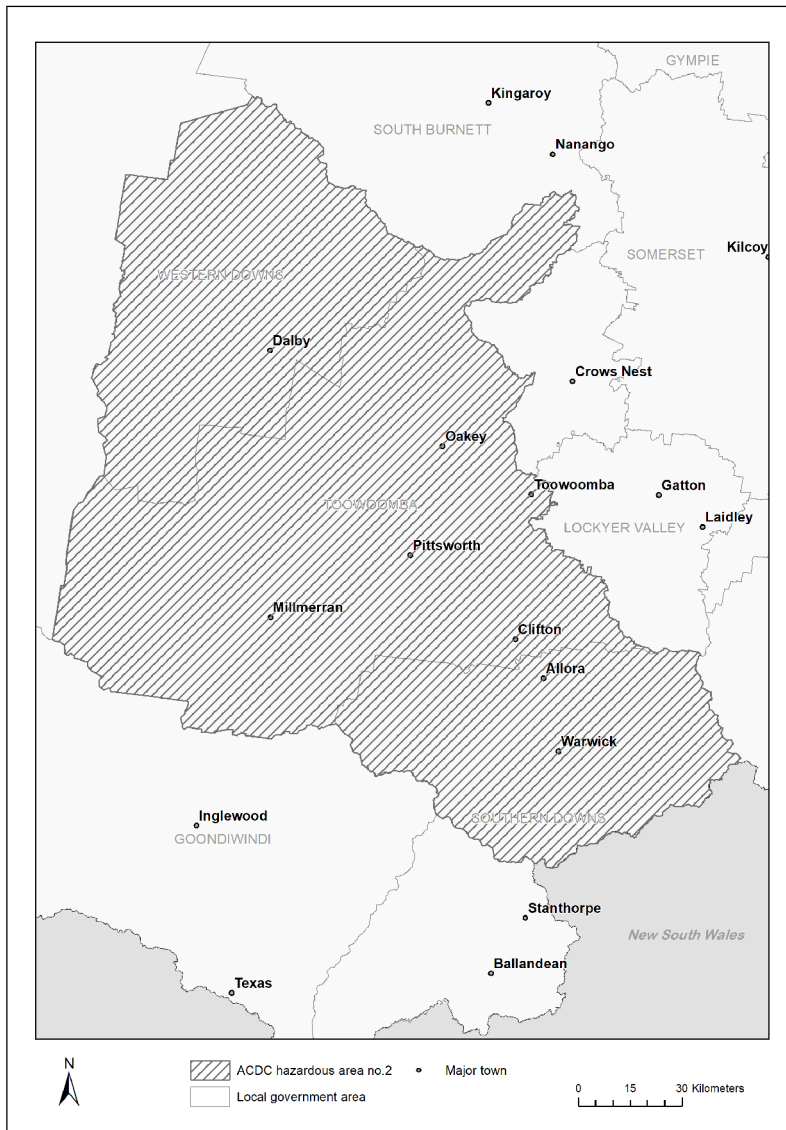 GYMPIE
Kingaroy
SOUTH BURNETT
Nanango
Kilcoy
SOMERSET
WESTERN DOWNS
Dalby
Crows Nest
Oakey
Toowoomba
Gatton
TOOWOOMBA
Laidley
LOCKYER VALLEY
Pittsworth
Millmerran
Clifton
Allora
Warwick
Inglewood
SOUTHERN DOWNS
GOONDIWINDI
Stanthorpe
New South Wales
Ballandean
Texas
N
ACDC hazardous area no.2
Major town
Local government area
0 15 30 Kilometers